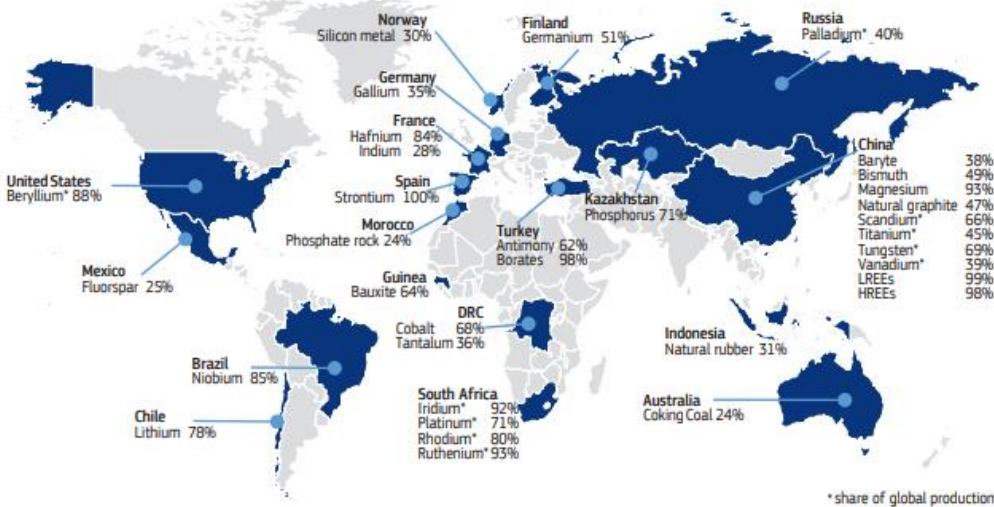 Norway
Silicon metal 30%
Finland
Germanium 51%
Russia
Palladium* 40%
Germany
Gallium 35%
France
Hafnium 84%
Indium 28%
China
Baryte 38%
Bismuth 49%
Magnesium 93%
Natural graphite 47%
Scandium* 66%
Titanium* 45%
Tungsten* 69%
Vanadium* 39%
LREEs 99%
HREEs 98%
United States
Beryllium* 88%
Spain
Strontium 100%
Kazakhstan
Phosphorus 71%
Morocco
Phosphate rock 24%
Turkey
Antimony 62%
Borates 98%
Mexico
Fluorspar 25%
Guinea
Bauxite 64%
DRC
Cobalt 68%
Tantalum 36%
Indonesia
Natural rubber 31%
Brazil
Niobium 85%
South Africa
Iridium* 92%
Platinum* 71%
Rhodium* 80%
Ruthenium* 93%
Australia
Coking Coal 24%
Chile
Lithium 78%
* share of global production